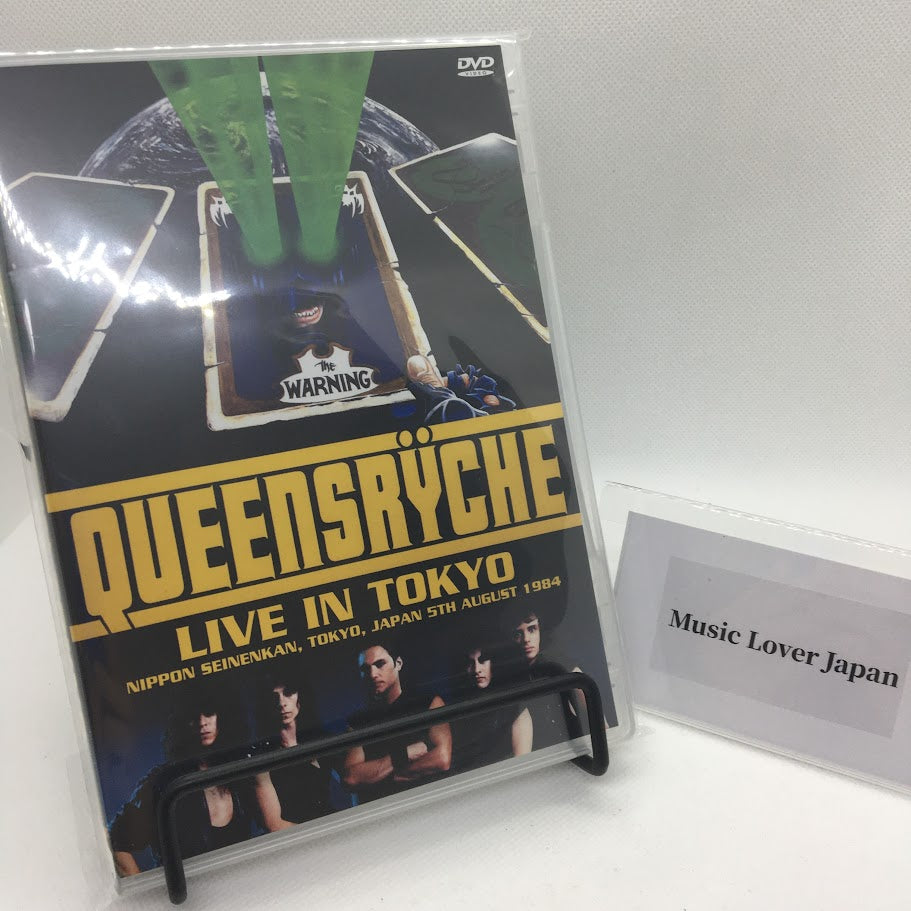 DVD
VIDEO
The
WARNING
QUEENSRŸCHE
LIVE IN TOKYO
NIPPON SEINENKAN, TOKYO, JAPAN 5TH AUGUST 1984
Music Lover Japan